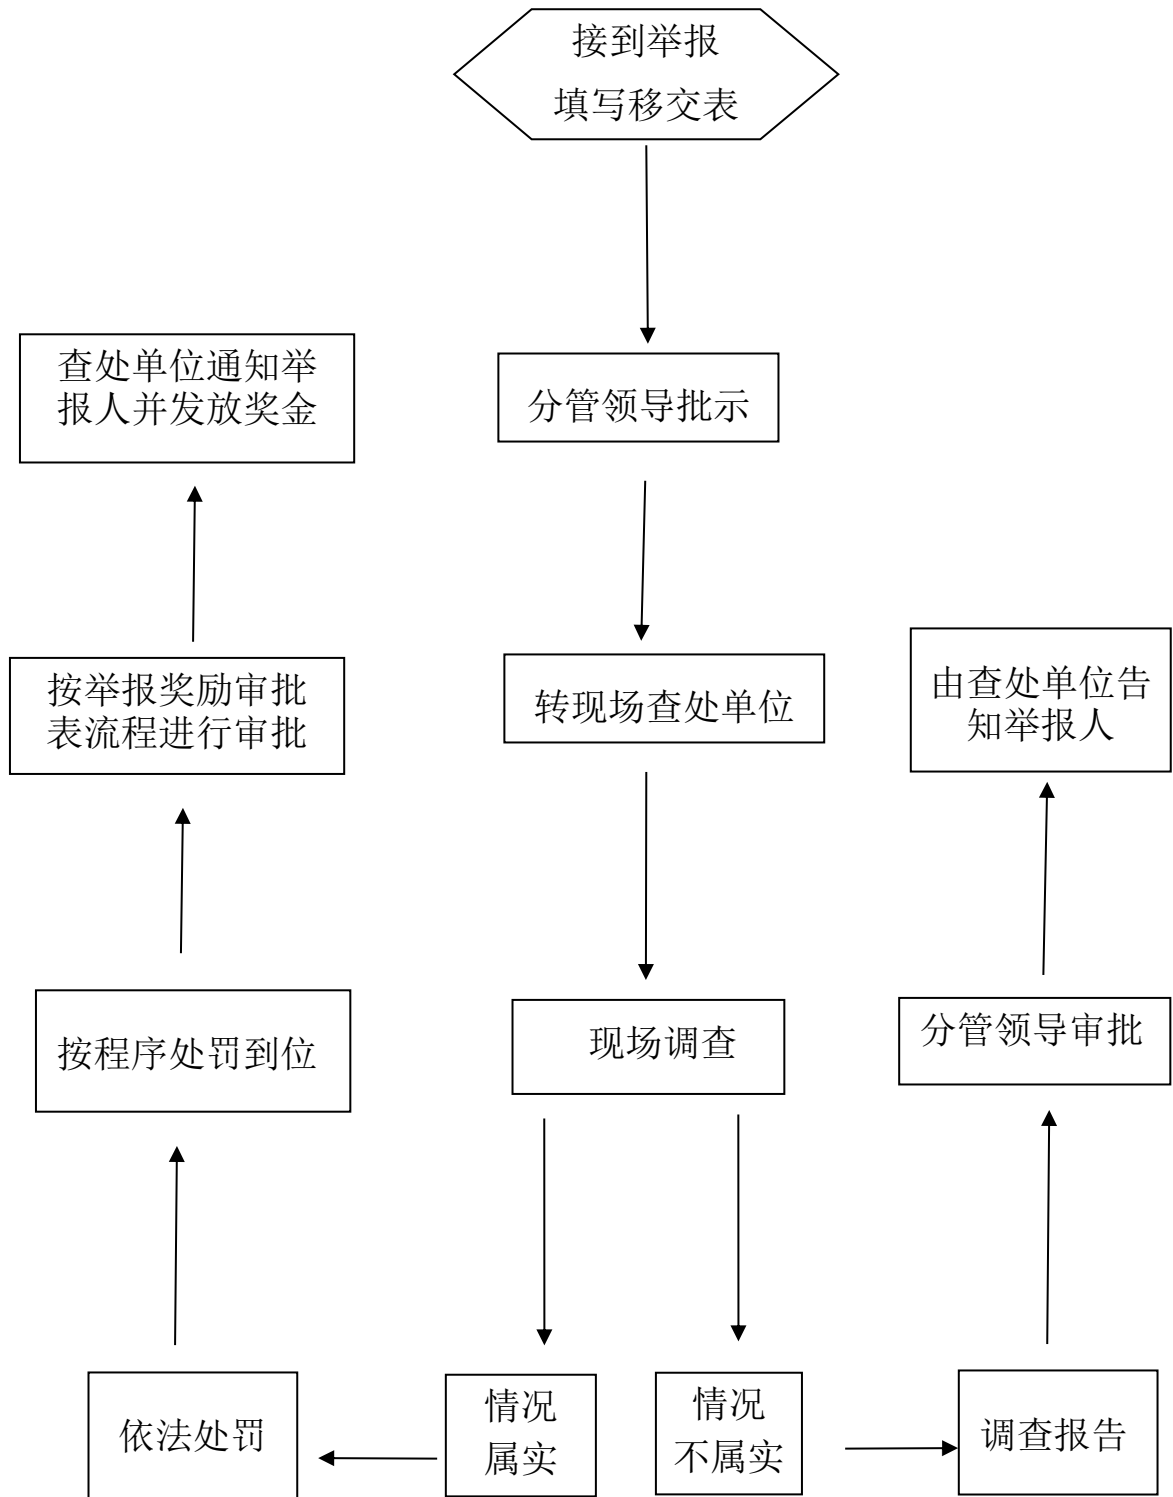 接到举报
填写移交表
查处单位通知举
报人并发放奖金
分管领导批示
按举报奖励审批
表流程进行审批
转现场查处单位
由查处单位告
知举报人
按程序处罚到位
现场调查
分管领导审批
依法处罚
情况
属实
情况
不属实
调查报告